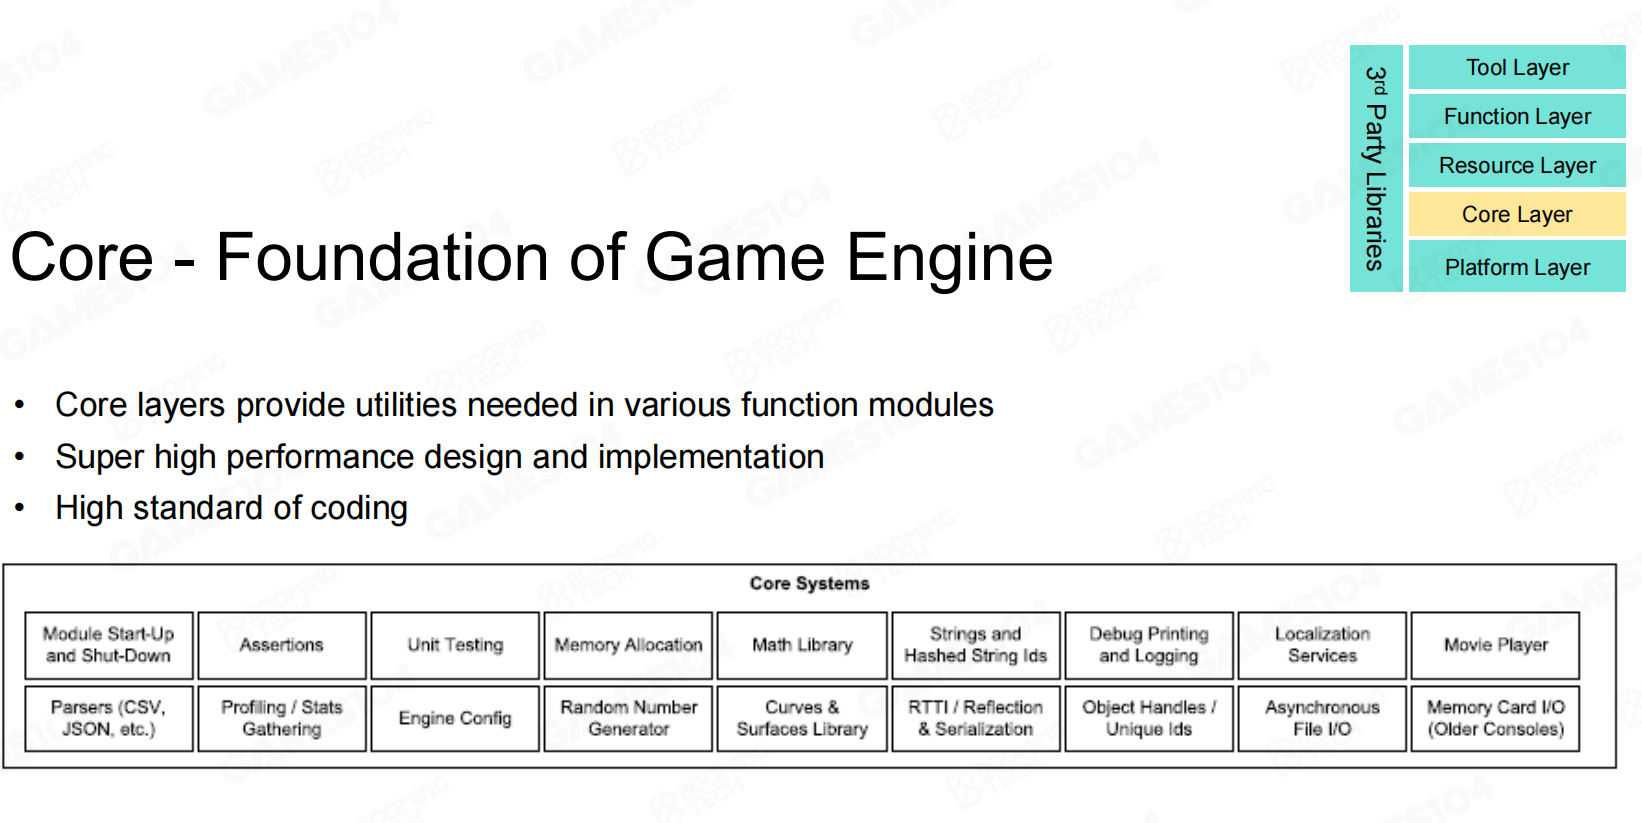 Tool Layer
Function Layer
Resource Layer
Core Layer
Platform Layer
3rd Party Libraries
Core - Foundation of Game Engine
• Core layers provide utilities needed in various function modules
• Super high performance design and implementation
• High standard of coding
Core Systems
Module Start-Up and Shut-Down
Assertions
Unit Testing
Memory Allocation
Math Library
Strings and Hashed String Ids
Debug Printing and Logging
Localization Services
Movie Player
Parsers (CSV, JSON, etc.)
Profiling / Stats Gathering
Engine Config
Random Number Generator
Curves & Surfaces Library
RTTI / Reflection & Serialization
Object Handles / Unique Ids
Asynchronous File I/O
Memory Card I/O (Older Consoles)
GAMES104
BOOMING TECH